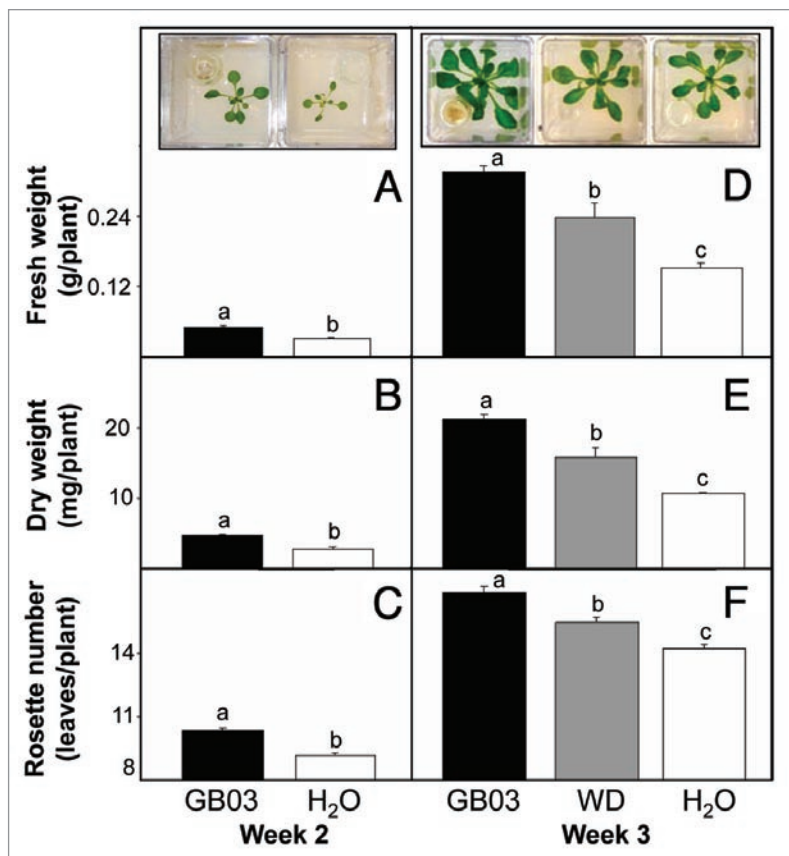 A
D
Fresh weight
(g/plant)
0.24
0.12
a
b
a
b
c
B
E
Dry weight
(mg/plant)
20
10
a
b
a
b
c
C
F
Rosette number
(leaves/plant)
14
11
8
a
b
a
b
c
GB03 H₂O GB03 WD H₂O
Week 2 Week 3